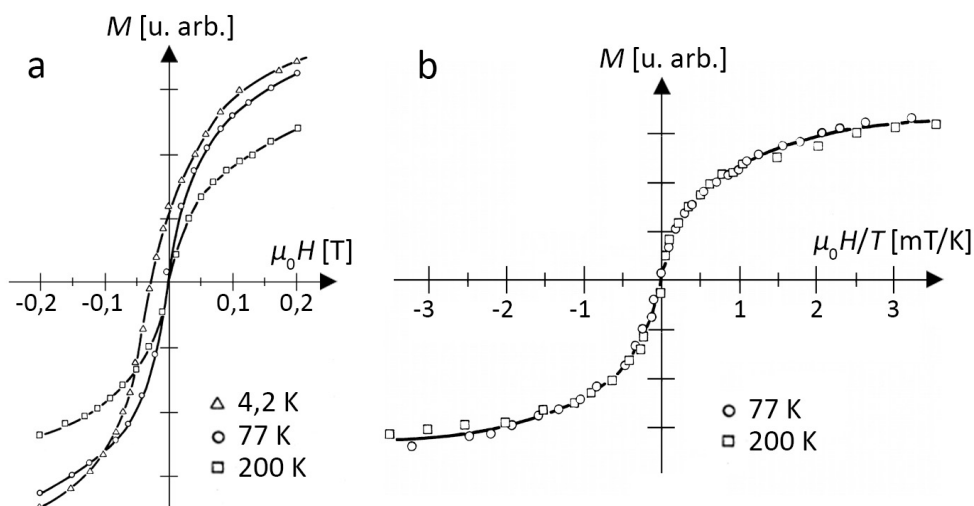 a
M [u. arb.]
μ₀H [T]
-0,2 -0,1 0,1 0,2
4,2 K
77 K
200 K
b
M [u. arb.]
μ₀H/T [mT/K]
-3 -2 -1 1 2 3
77 K
200 K